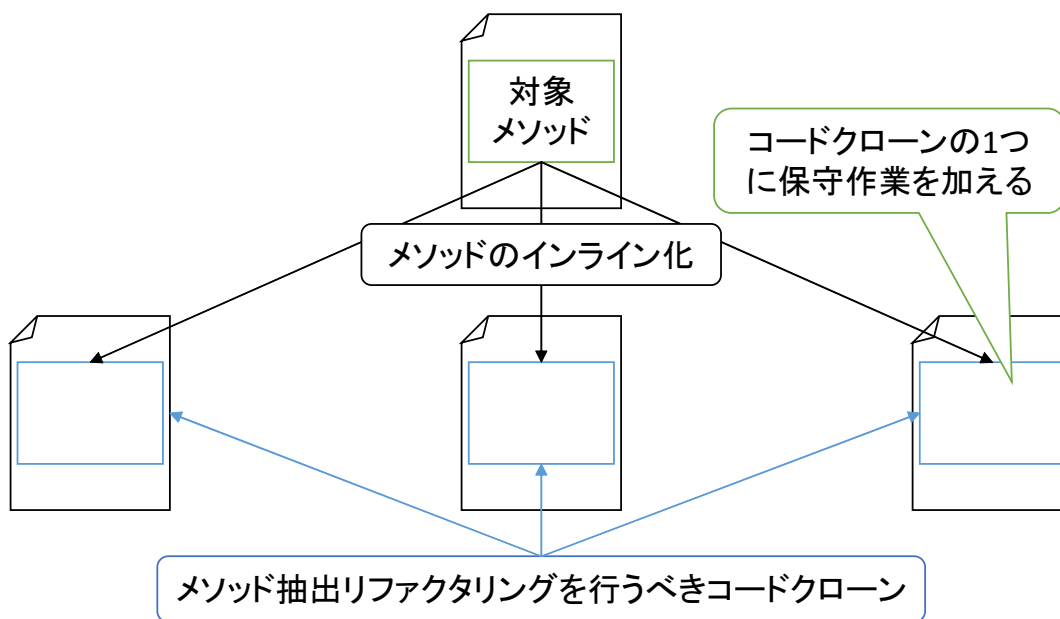 対象
メソッド
コードクローンの1つ
に保守作業を加える
メソッドのインライン化
メソッド抽出リファクタリングを行うべきコードクローン